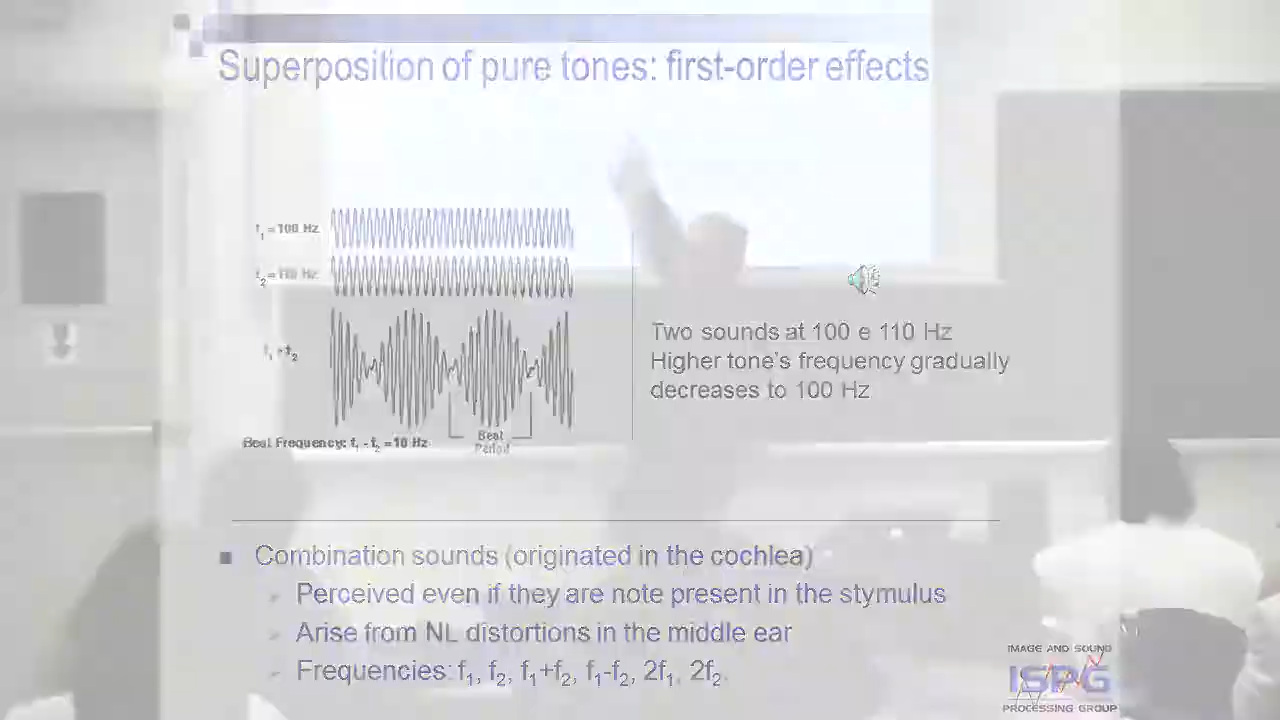 Superposition of pure tones: first-order effects
f1 = 100 Hz
f2 = 110 Hz
f1 + f2
Beat Period
Beat Frequency: f1 - f2 = 10 Hz
Two sounds at 100 e 110 Hz
Higher tone's frequency gradually
decreases to 100 Hz
Combination sounds (originated in the cochlea)
Perceived even if they are note present in the stymulus
Arise from NL distortions in the middle ear
Frequencies: f1, f2, f1+f2, f1-f2, 2f1, 2f2.
IMAGE AND SOUND
ISPG
PROCESSING GROUP